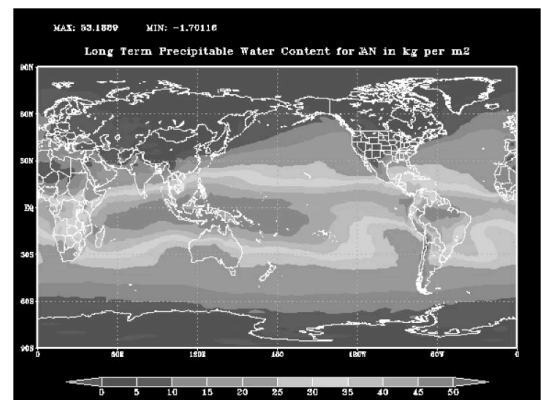 MAX: 53.1589 MIN: -1.70116
Long Term Precipitable Water Content for JAN in kg per m2
90N
60N
30N
EQ
30S
60S
90S
0 60E 120E 180 120W 60W 0
0 5 10 15 20 25 30 35 40 45 50